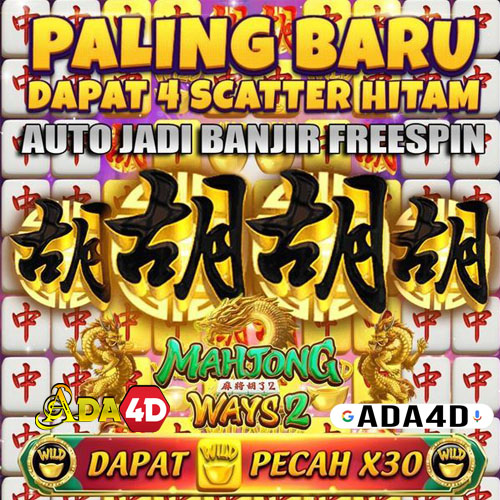 PALING BARU
DAPAT 4 SCATTER HITAM
AUTO JADI BANJIR FREESPIN
胡 胡 胡 胡
MAHJONG
麻將胡了2
WAYS 2
ADA4D
G ADA4D
WILD DAPAT WILD PECAH X30 WILD